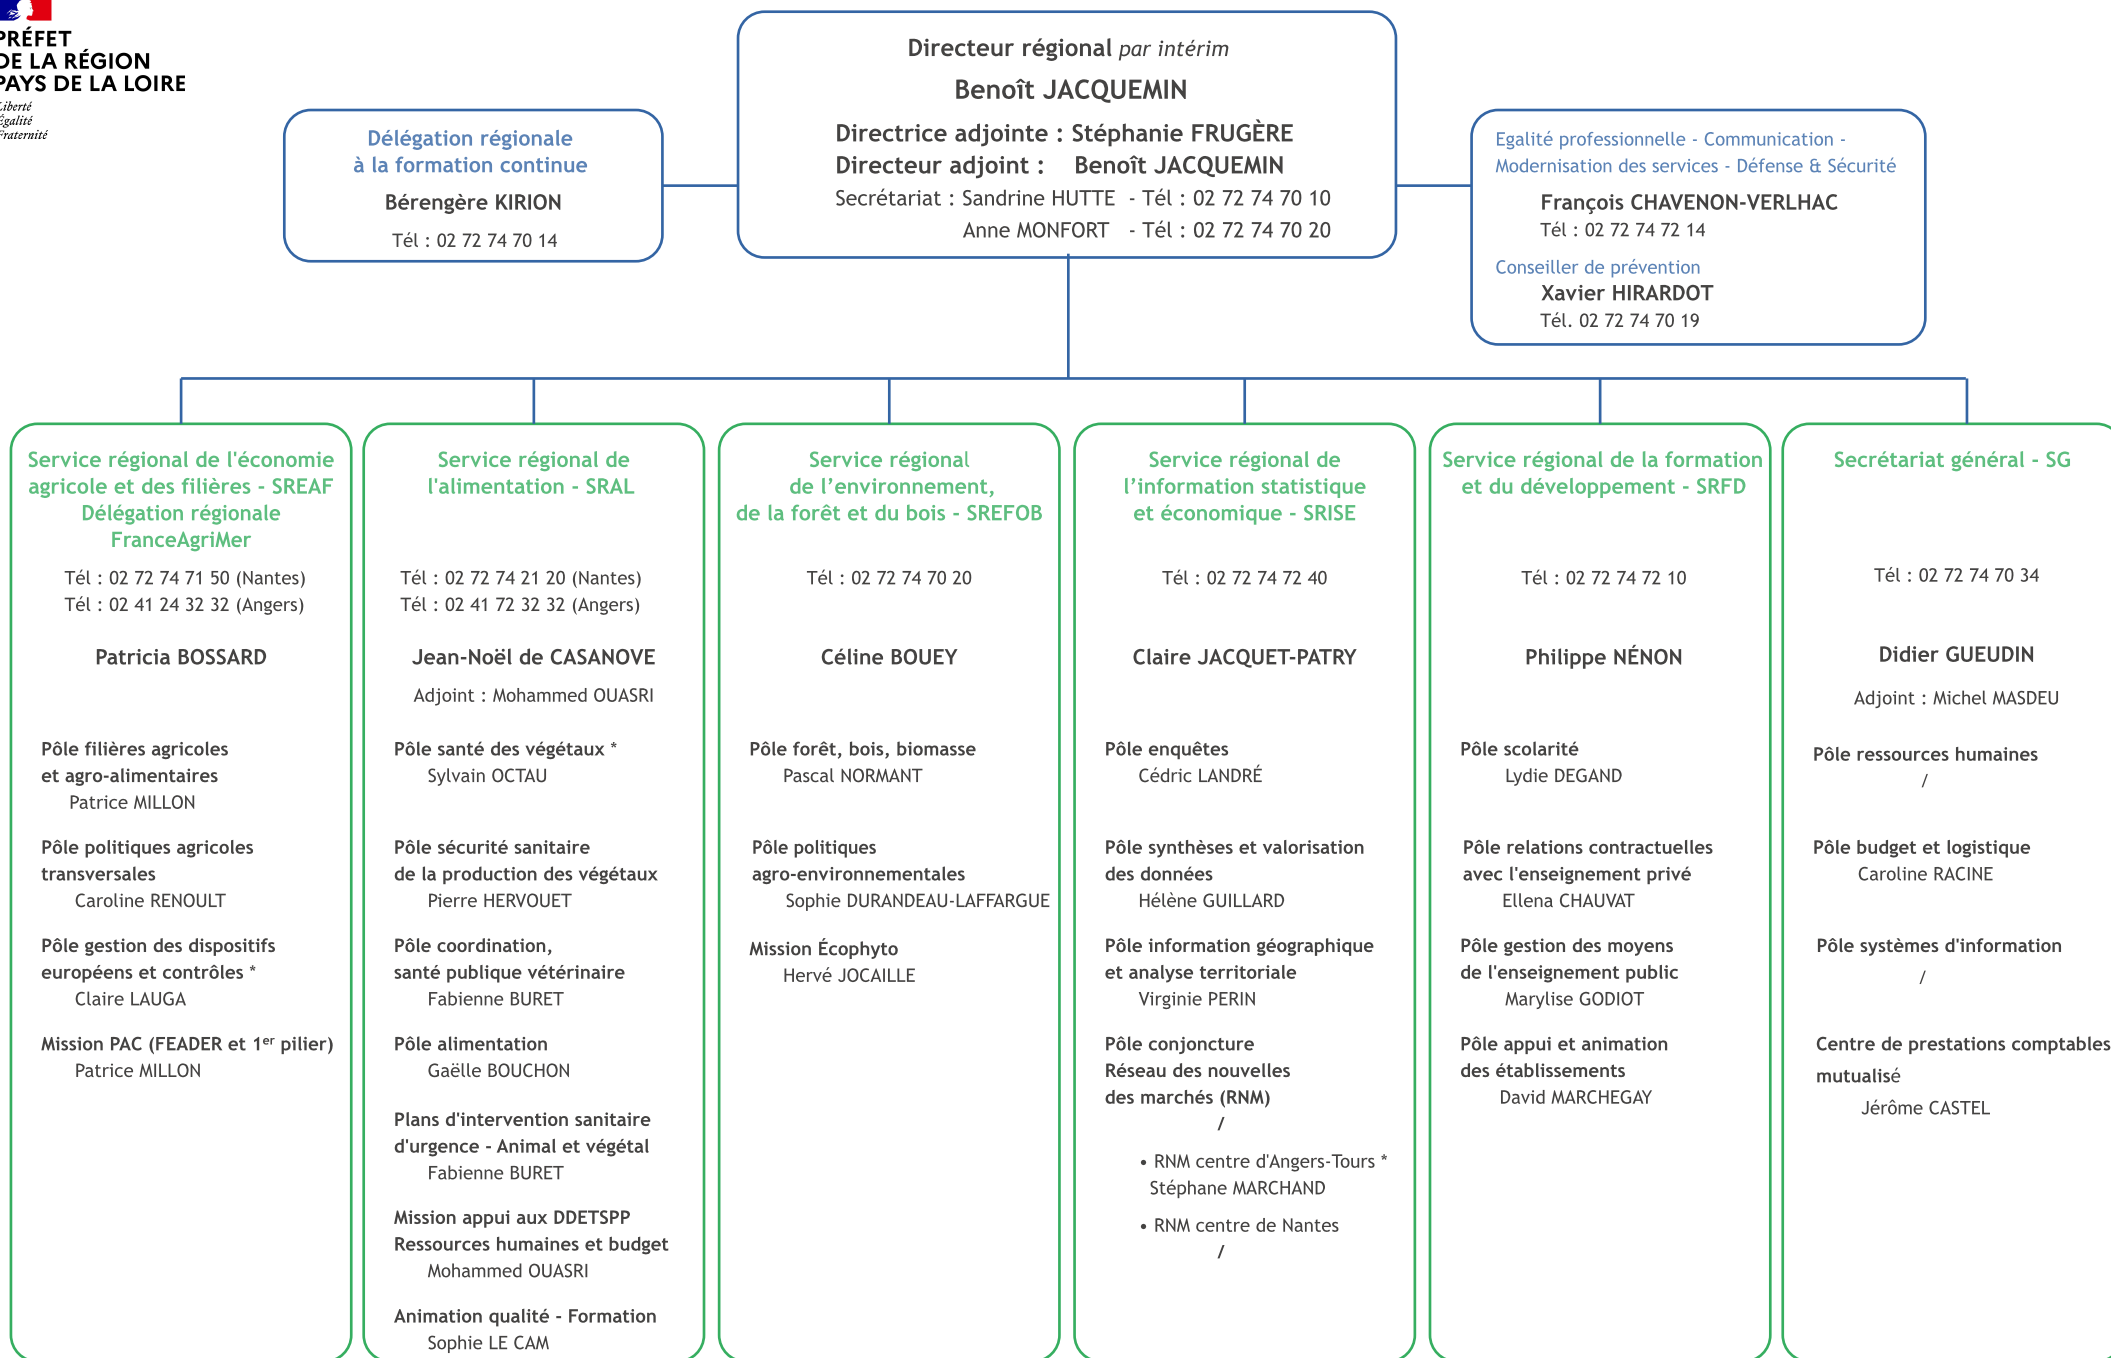 PRÉFET
DE LA RÉGION
PAYS DE LA LOIRE
Liberté
Égalité
Fraternité
Directeur régional par intérim
Benoît JACQUEMIN
Directrice adjointe : Stéphanie FRUGÈRE
Directeur adjoint : Benoît JACQUEMIN
Secrétariat : Sandrine HUTTE - Tél : 02 72 74 70 10
Anne MONFORT - Tél : 02 72 74 70 20
Délégation régionale
à la formation continue
Bérengère KIRION
Tél : 02 72 74 70 14
Egalité professionnelle - Communication -
Modernisation des services - Défense & Sécurité
François CHAVENON-VERLHAC
Tél : 02 72 74 72 14
Conseiller de prévention
Xavier HIRARDOT
Tél. 02 72 74 70 19
Service régional de l'économie
agricole et des filières - SREAF
Délégation régionale
FranceAgriMer
Tél : 02 72 74 71 50 (Nantes)
Tél : 02 41 24 32 32 (Angers)
Patricia BOSSARD
Pôle filières agricoles
et agro-alimentaires
Patrice MILLON
Pôle politiques agricoles
transversales
Caroline RENOULT
Pôle gestion des dispositifs
européens et contrôles *
Claire LAUGA
Mission PAC (FEADER et 1er pilier)
Patrice MILLON
Service régional de
l'alimentation - SRAL
Tél : 02 72 74 21 20 (Nantes)
Tél : 02 41 72 32 32 (Angers)
Jean-Noël de CASANOVE
Adjoint : Mohammed OUASRI
Pôle santé des végétaux *
Sylvain OCTAU
Pôle sécurité sanitaire
de la production des végétaux
Pierre HERVOUET
Pôle coordination,
santé publique vétérinaire
Fabienne BURET
Pôle alimentation
Gaëlle BOUCHON
Plans d'intervention sanitaire
d'urgence - Animal et végétal
Fabienne BURET
Mission appui aux DDETSPP
Ressources humaines et budget
Mohammed OUASRI
Animation qualité - Formation
Sophie LE CAM
Service régional
de l’environnement,
de la forêt et du bois - SREFOB
Tél : 02 72 74 70 20
Céline BOUEY
Pôle forêt, bois, biomasse
Pascal NORMANT
Pôle politiques
agro-environnementales
Sophie DURANDEAU-LAFFARGUE
Mission Écophyto
Hervé JOCAILLE
Service régional de
l’information statistique
et économique - SRISE
Tél : 02 72 74 72 40
Claire JACQUET-PATRY
Pôle enquêtes
Cédric LANDRÉ
Pôle synthèses et valorisation
des données
Hélène GUILLARD
Pôle information géographique
et analyse territoriale
Virginie PERIN
Pôle conjoncture
Réseau des nouvelles
des marchés (RNM)
/
• RNM centre d'Angers-Tours *
Stéphane MARCHAND
• RNM centre de Nantes
/
Service régional de la formation
et du développement - SRFD
Tél : 02 72 74 72 10
Philippe NÉNON
Pôle scolarité
Lydie DEGAND
Pôle relations contractuelles
avec l'enseignement privé
Ellena CHAUVAT
Pôle gestion des moyens
de l'enseignement public
Marylise GODIOT
Pôle appui et animation
des établissements
David MARCHEGAY
Secrétariat général - SG
Tél : 02 72 74 70 34
Didier GUEUDIN
Adjoint : Michel MASDEU
Pôle ressources humaines
/
Pôle budget et logistique
Caroline RACINE
Pôle systèmes d'information
/
Centre de prestations comptables
mutualisé
Jérôme CASTEL